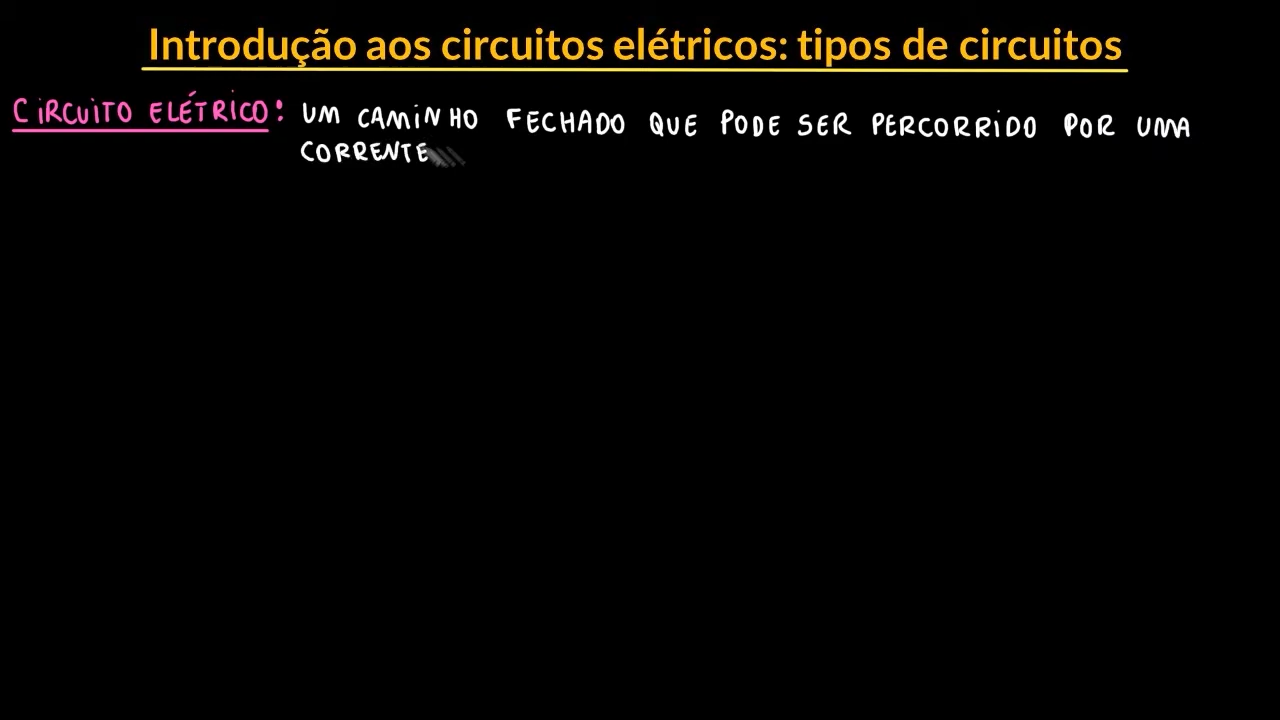 Introdução aos circuitos elétricos: tipos de circuitos
CIRCUITO ELÉTRICO: UM CAMINHO FECHADO QUE PODE SER PERCORRIDO POR UMA
CORRENTE